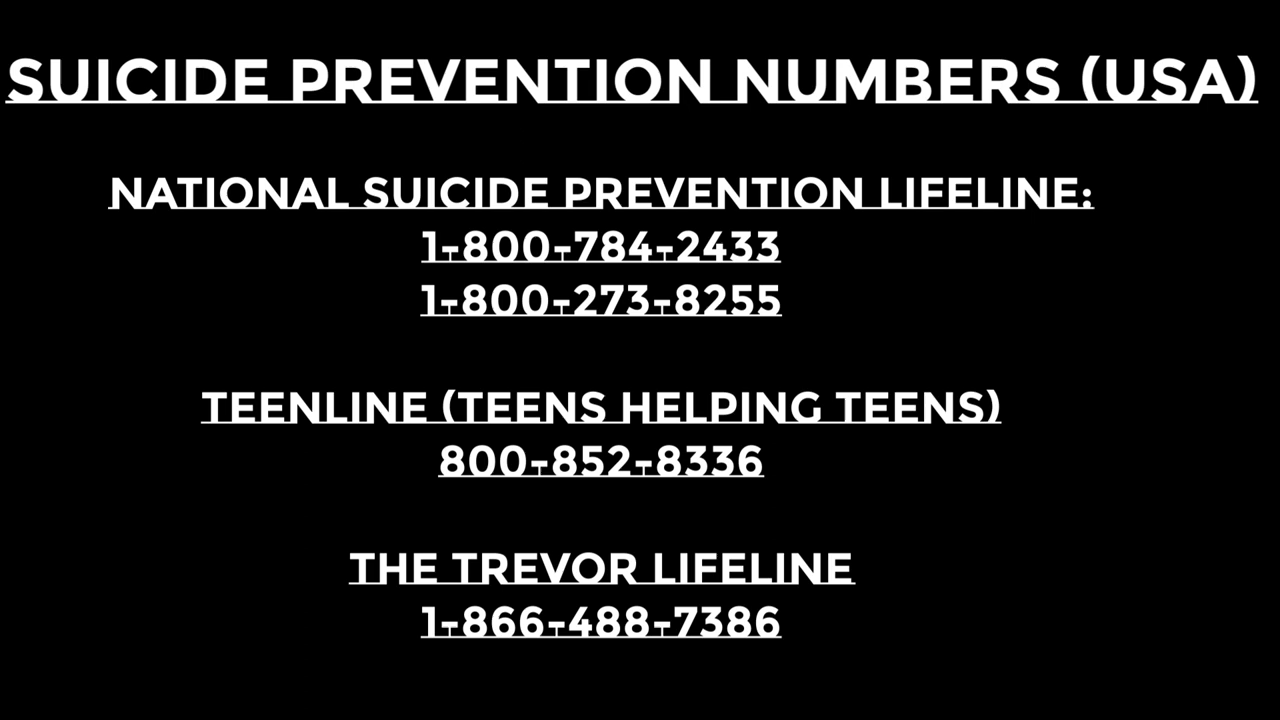 SUICIDE PREVENTION NUMBERS (USA)
NATIONAL SUICIDE PREVENTION LIFELINE:
1-800-784-2433
1-800-273-8255
TEENLINE (TEENS HELPING TEENS)
800-852-8336
THE TREVOR LIFELINE
1-866-488-7386